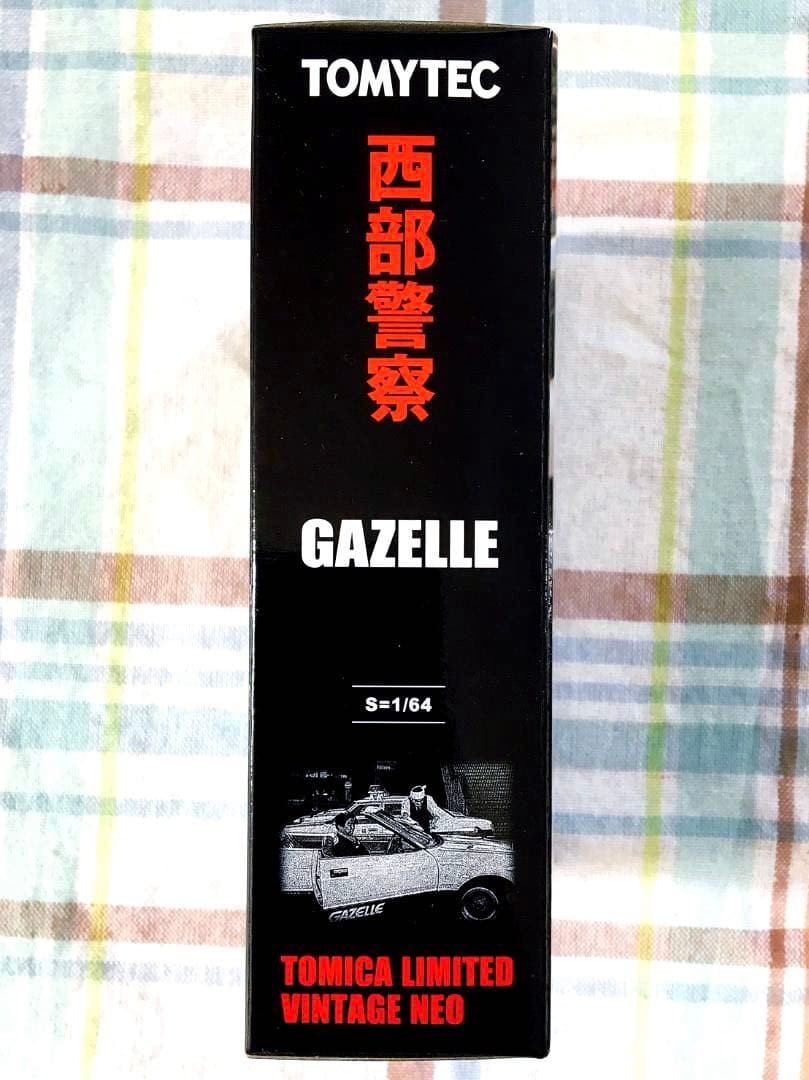 TOMYTEC
西部警察
GAZELLE
S=1/64
GAZELLE
TOMICA LIMITED
VINTAGE NEO